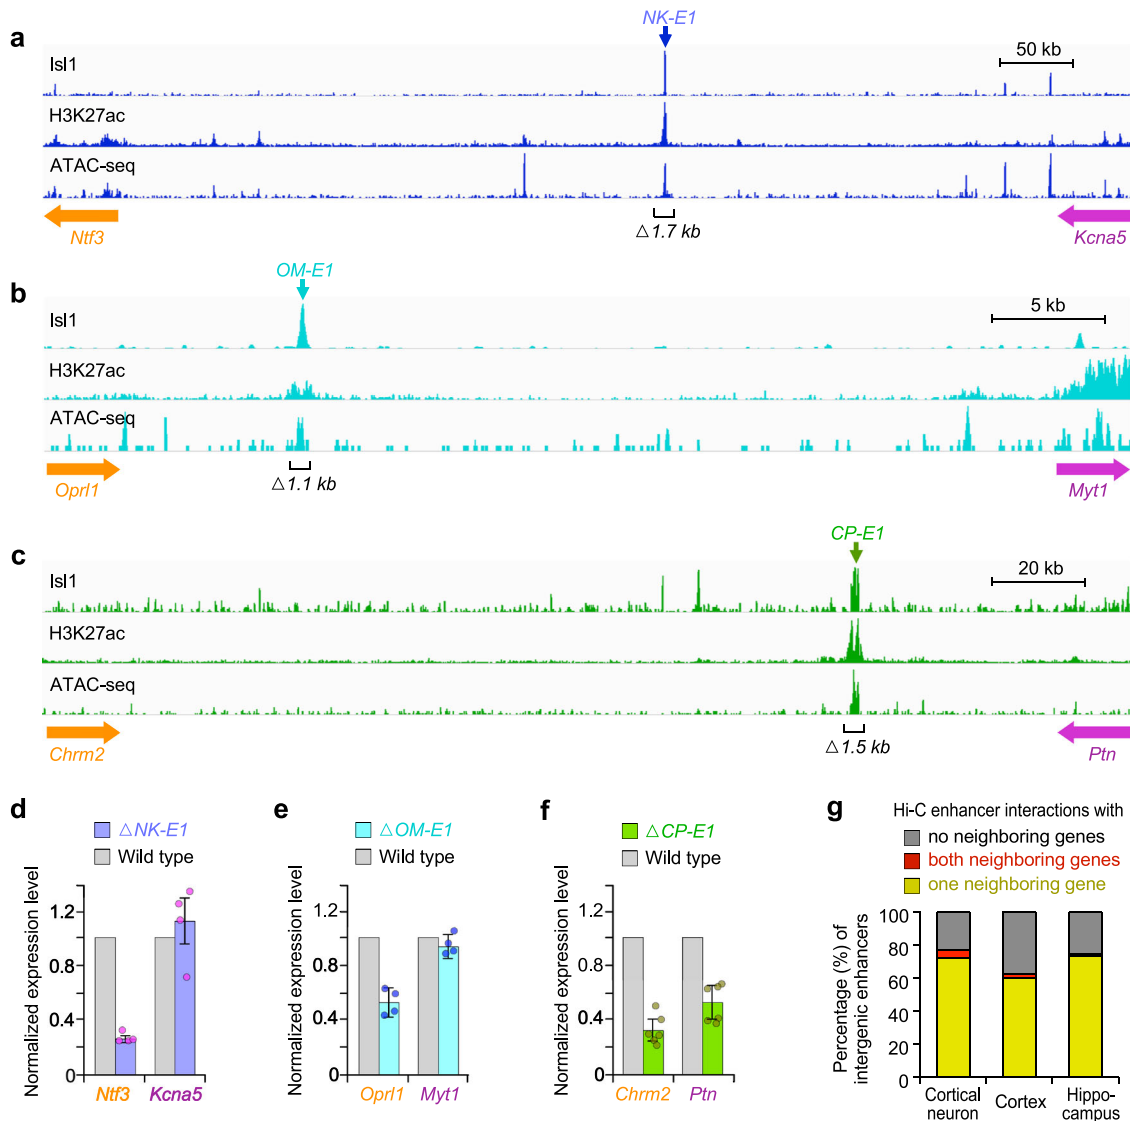 a
NK-E1
Isl1
50 kb
H3K27ac
ATAC-seq
Ntf3
△ 1.7 kb
Kcna5
b
OM-E1
Isl1
5 kb
H3K27ac
ATAC-seq
Oprl1
△ 1.1 kb
Myt1
c
CP-E1
Isl1
20 kb
H3K27ac
ATAC-seq
Chrm2
△ 1.5 kb
Ptn
d
△ NK-E1
Wild type
Normalized expression level
1.2
0.8
0.4
0
Ntf3 Kcna5
e
△ OM-E1
Wild type
Normalized expression level
1.2
0.8
0.4
0
Oprl1 Myt1
f
△ CP-E1
Wild type
Normalized expression level
1.2
0.8
0.4
0
Chrm2 Ptn
g
Hi-C enhancer interactions with
no neighboring genes
both neighboring genes
one neighboring gene
Percentage (%) of
intergenic enhancers
100
80
60
40
20
0
Cortical
neuron
Cortex
Hippo-
campus